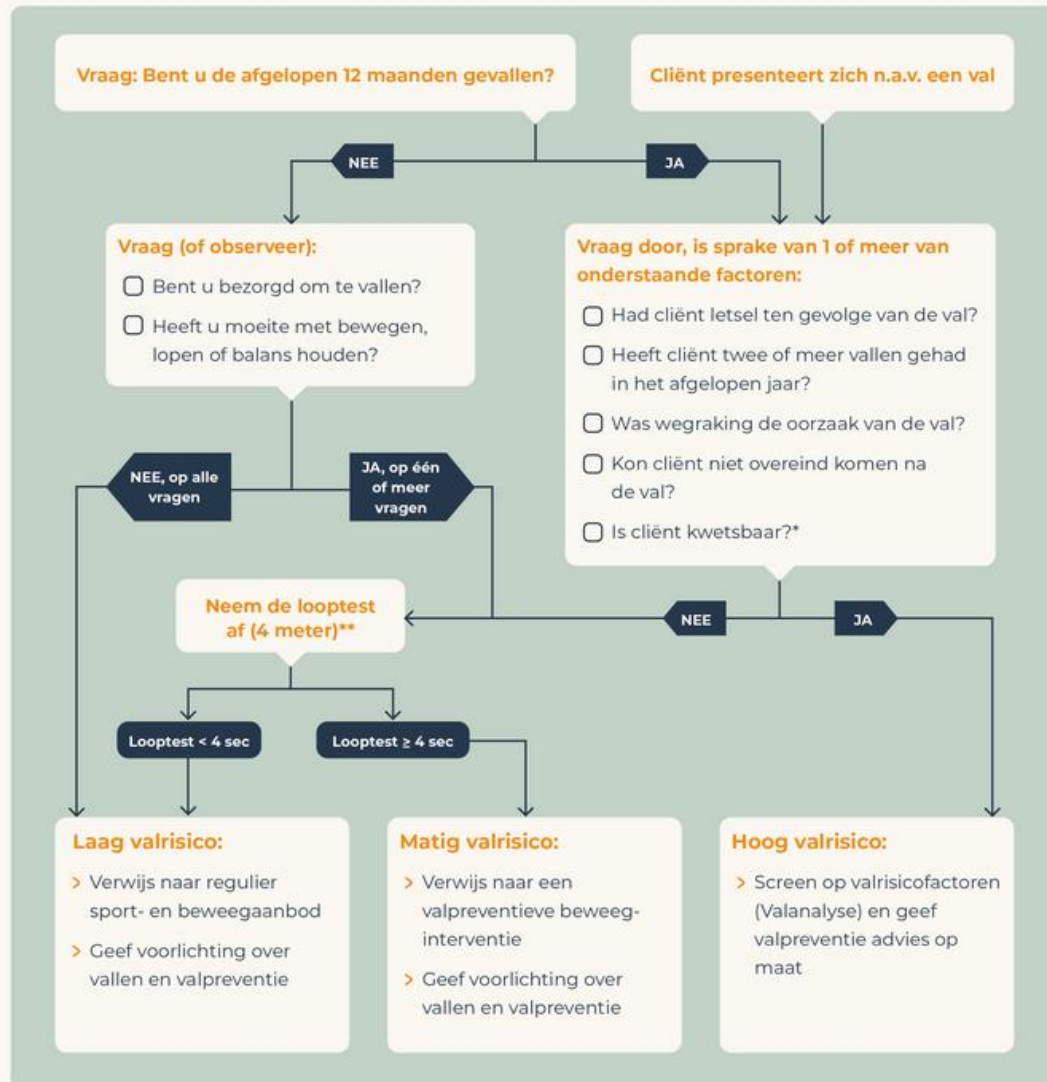 Vraag: Bent u de afgelopen 12 maanden gevallen?
Cliënt presenteert zich n.a.v. een val
NEE
JA
Vraag (of observeer):
Bent u bezorgd om te vallen?
Heeft u moeite met bewegen,
lopen of balans houden?
Vraag door, is sprake van 1 of meer van
onderstaande factoren:
Had cliënt letsel ten gevolge van de val?
Heeft cliënt twee of meer vallen gehad
in het afgelopen jaar?
Was wegraking de oorzaak van de val?
Kon cliënt niet overeind komen na
de val?
Is cliënt kwetsbaar?*
NEE, op alle
vragen
JA, op één
of meer
vragen
Neem de looptest
af (4 meter)**
NEE
JA
Looptest < 4 sec
Looptest ≥ 4 sec
Laag valrisico:
> Verwijs naar regulier
sport- en beweegaanbod
> Geef voorlichting over
vallen en valpreventie
Matig valrisico:
> Verwijs naar een
valpreventieve beweeg-
interventie
> Geef voorlichting over
vallen en valpreventie
Hoog valrisico:
> Screen op valrisicofactoren
(Valanalyse) en geef
valpreventie advies op
maat